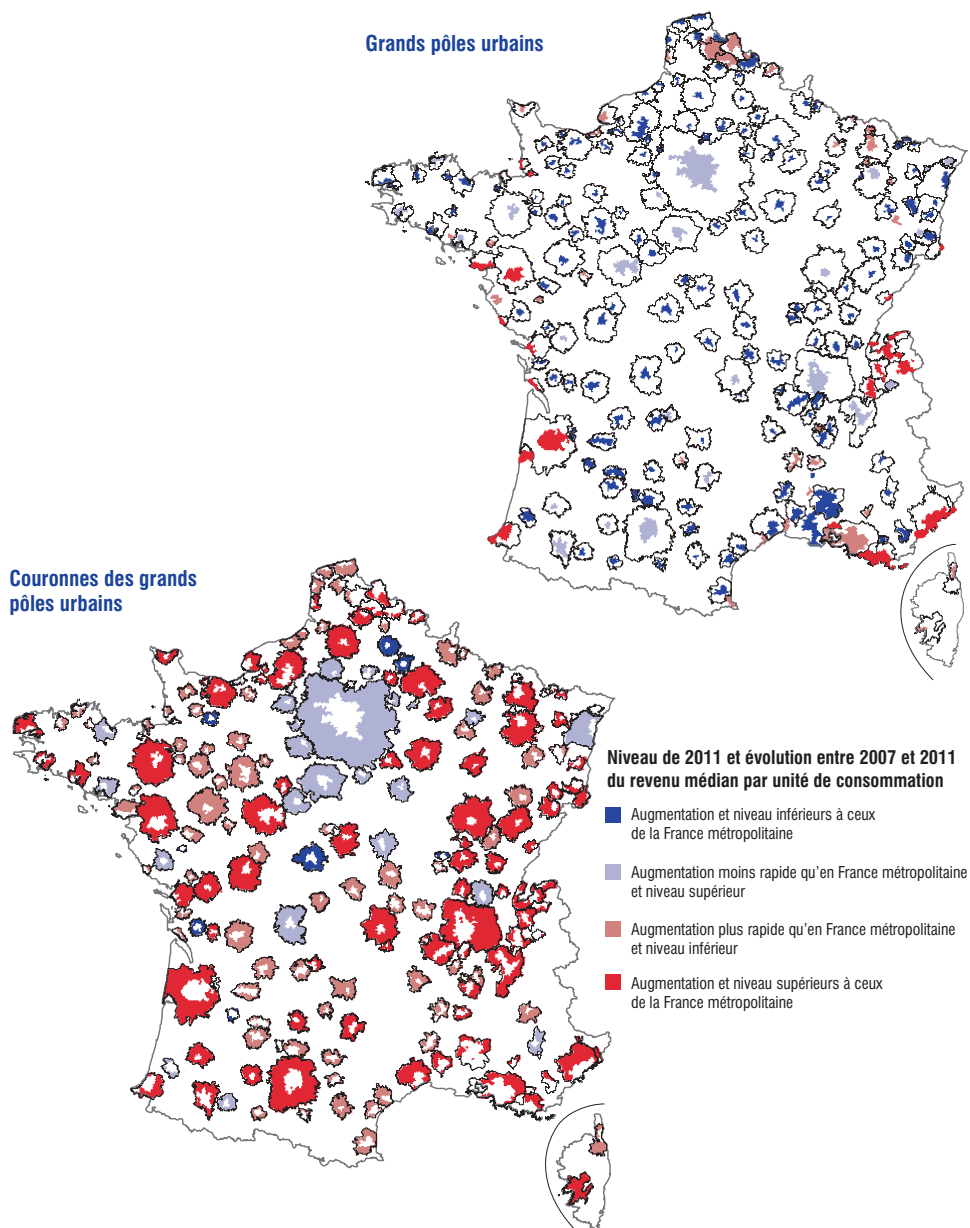 Grands pôles urbains
Couronnes des grands
pôles urbains
Niveau de 2011 et évolution entre 2007 et 2011
du revenu médian par unité de consommation
Augmentation et niveau inférieurs à ceux
de la France métropolitaine
Augmentation moins rapide qu'en France métropolitaine
et niveau supérieur
Augmentation plus rapide qu'en France métropolitaine
et niveau inférieur
Augmentation et niveau supérieurs à ceux
de la France métropolitaine